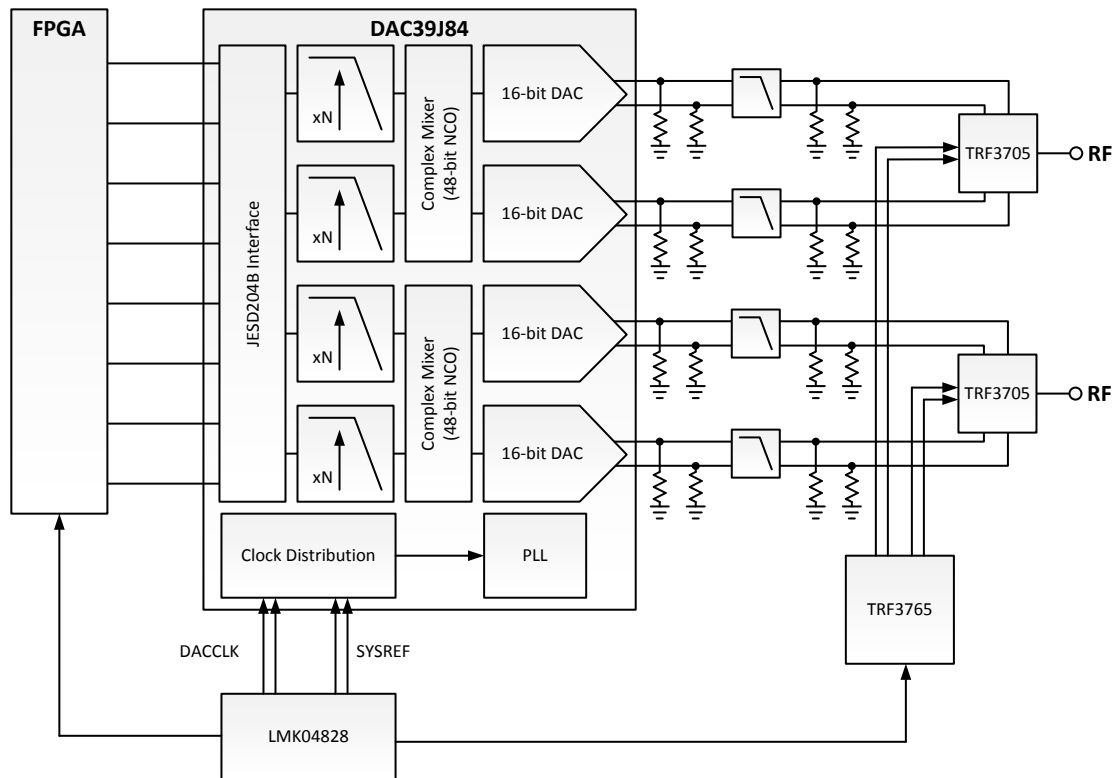 FPGA
DAC39J84
JESD204B Interface
xN
Complex Mixer
(48-bit NCO)
16-bit DAC
xN
16-bit DAC
xN
Complex Mixer
(48-bit NCO)
16-bit DAC
xN
16-bit DAC
TRF3705
RF
TRF3705
RF
Clock Distribution
PLL
TRF3765
DACCLK
SYSREF
LMK04828